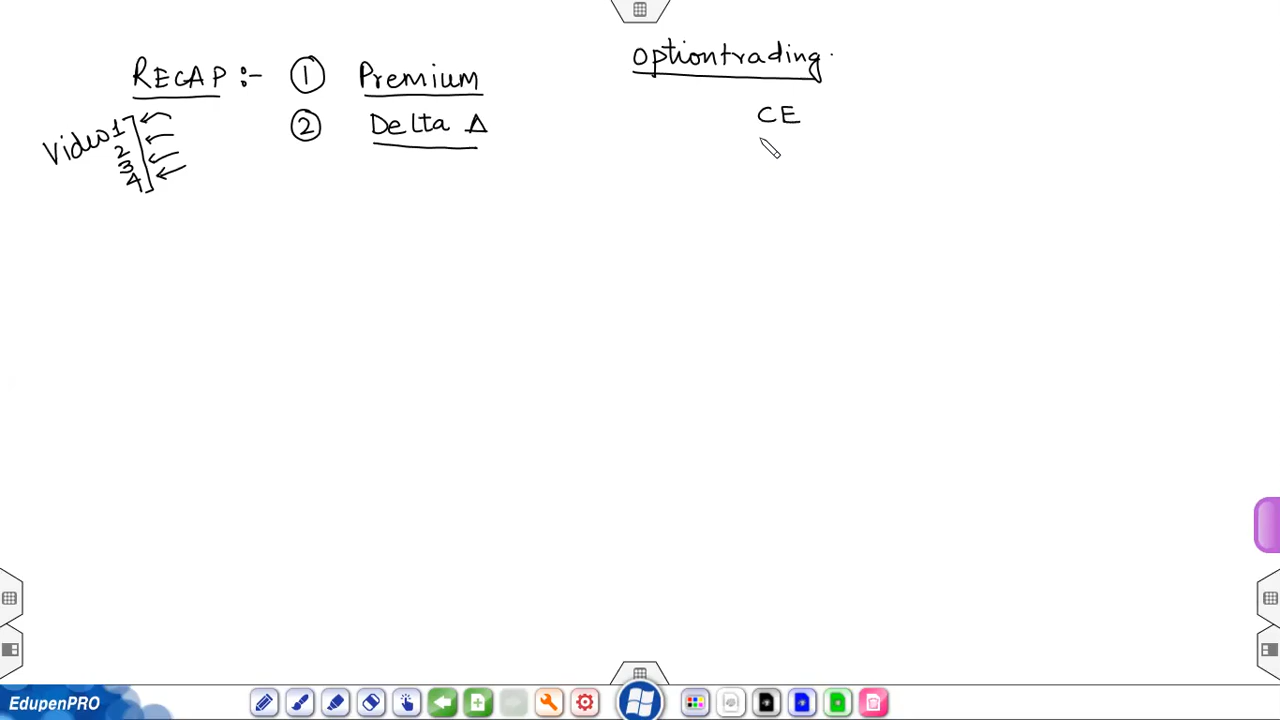 RECAP :- ① Premium
② Delta Δ
Video 1
2
3
4
Optiontrading.
CE
EdupenPRO